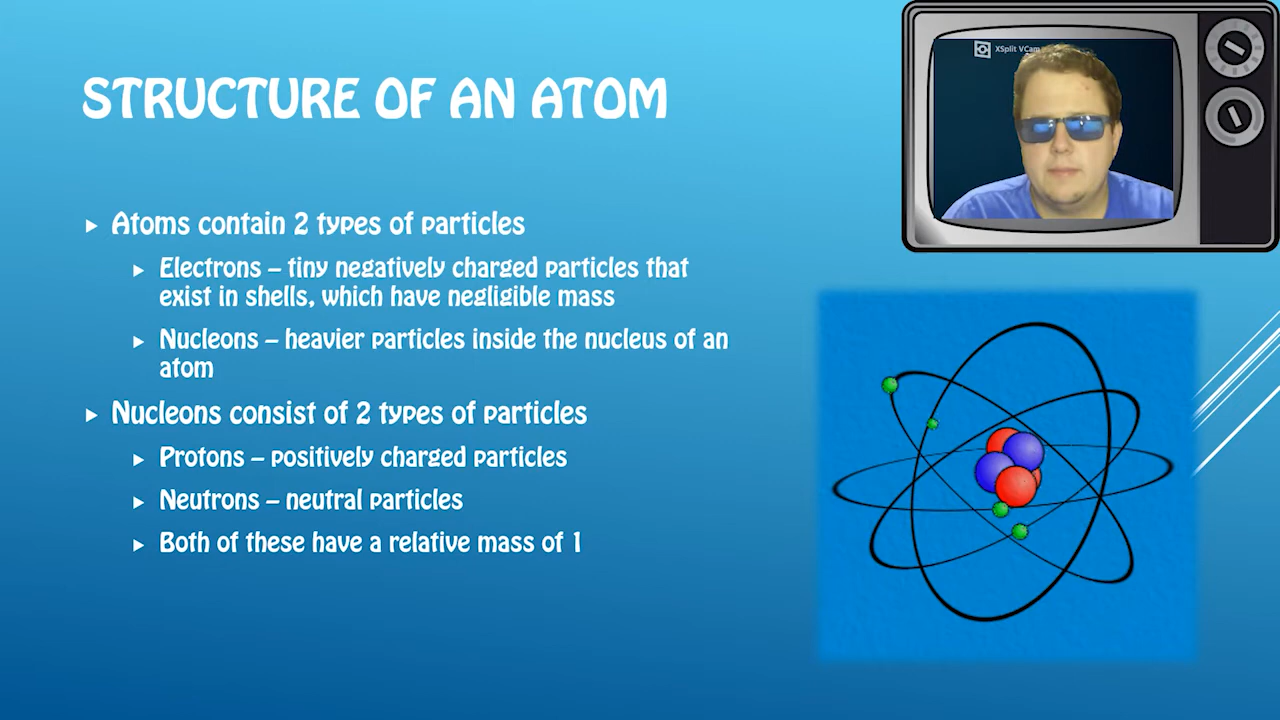 XSplit VCam
STRUCTURE OF AN ATOM
Atoms contain 2 types of particles
Electrons – tiny negatively charged particles that
exist in shells, which have negligible mass
Nucleons – heavier particles inside the nucleus of an
atom
Nucleons consist of 2 types of particles
Protons – positively charged particles
Neutrons – neutral particles
Both of these have a relative mass of 1